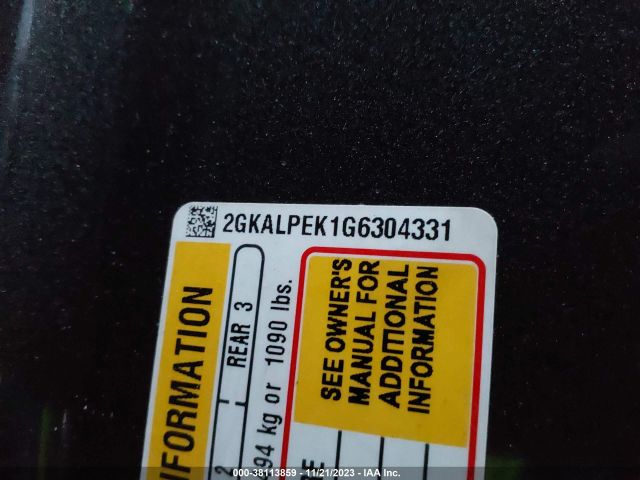 2GKALPEK1G6304331
INFORMATION
REAR 3
2
94 kg or 1090 lbs.
SEE OWNER'S
MANUAL FOR
ADDITIONAL
INFORMATION
000-38113859 - 11/21/2023 - IAA Inc.